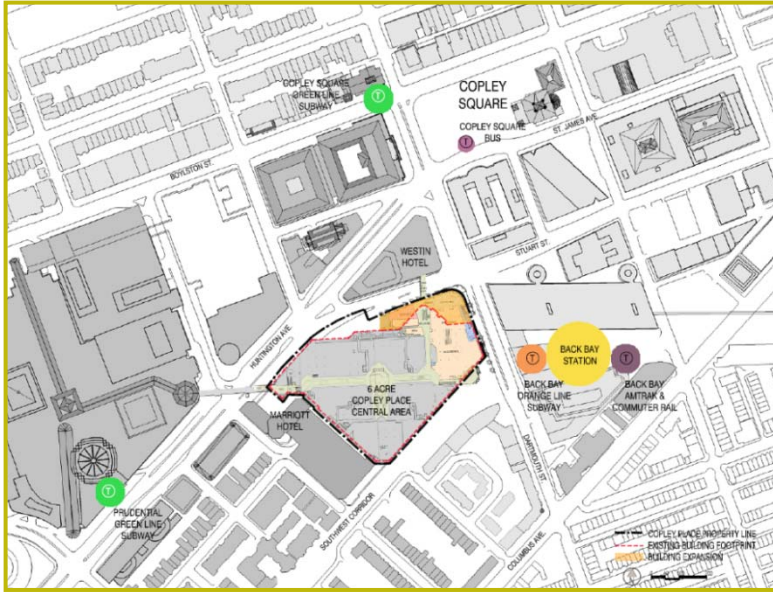 COPLEY SQUARE
GREEN LINE
SUBWAY
T
COPLEY
SQUARE
COPLEY SQUARE
BUS
T
ST. JAMES AVE.
BOYLSTON ST.
STUART ST.
WESTIN
HOTEL
HUNTINGTON AVE.
6 ACRE
COPLEY PLACE
CENTRAL AREA
MARRIOTT
HOTEL
T
BACK BAY
STATION
T
BACK BAY
ORANGE LINE
SUBWAY
BACK BAY
AMTRAK &
COMMUTER RAIL
DARTMOUTH ST.
T
PRUDENTIAL
GREEN LINE
SUBWAY
SOUTHWEST CORRIDOR
COLUMBUS AVE.
COPLEY PLACE PROPERTY LINE
EXISTING BUILDING FOOTPRINT
BUILDING EXPANSION